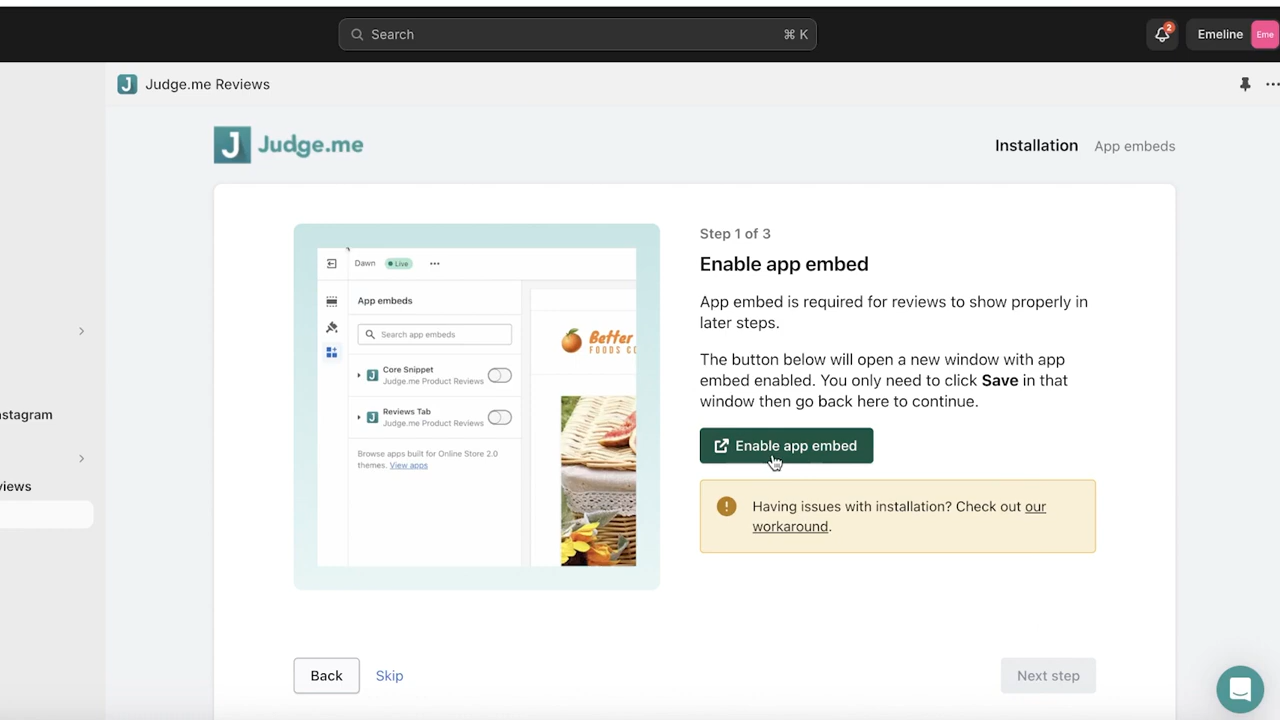 Search
⌘ K
2
Emeline
Eme
Judge.me Reviews
Judge.me
Installation
App embeds
Step 1 of 3
Enable app embed
App embed is required for reviews to show properly in
later steps.
The button below will open a new window with app
embed enabled. You only need to click Save in that
window then go back here to continue.
Enable app embed
Having issues with installation? Check out our
workaround.
Dawn
Live
App embeds
Search app embeds
Core Snippet
Judge.me Product Reviews
Reviews Tab
Judge.me Product Reviews
Browse apps built for Online Store 2.0
themes. View apps
Better
FOODS
nstagram
views
Back
Skip
Next step